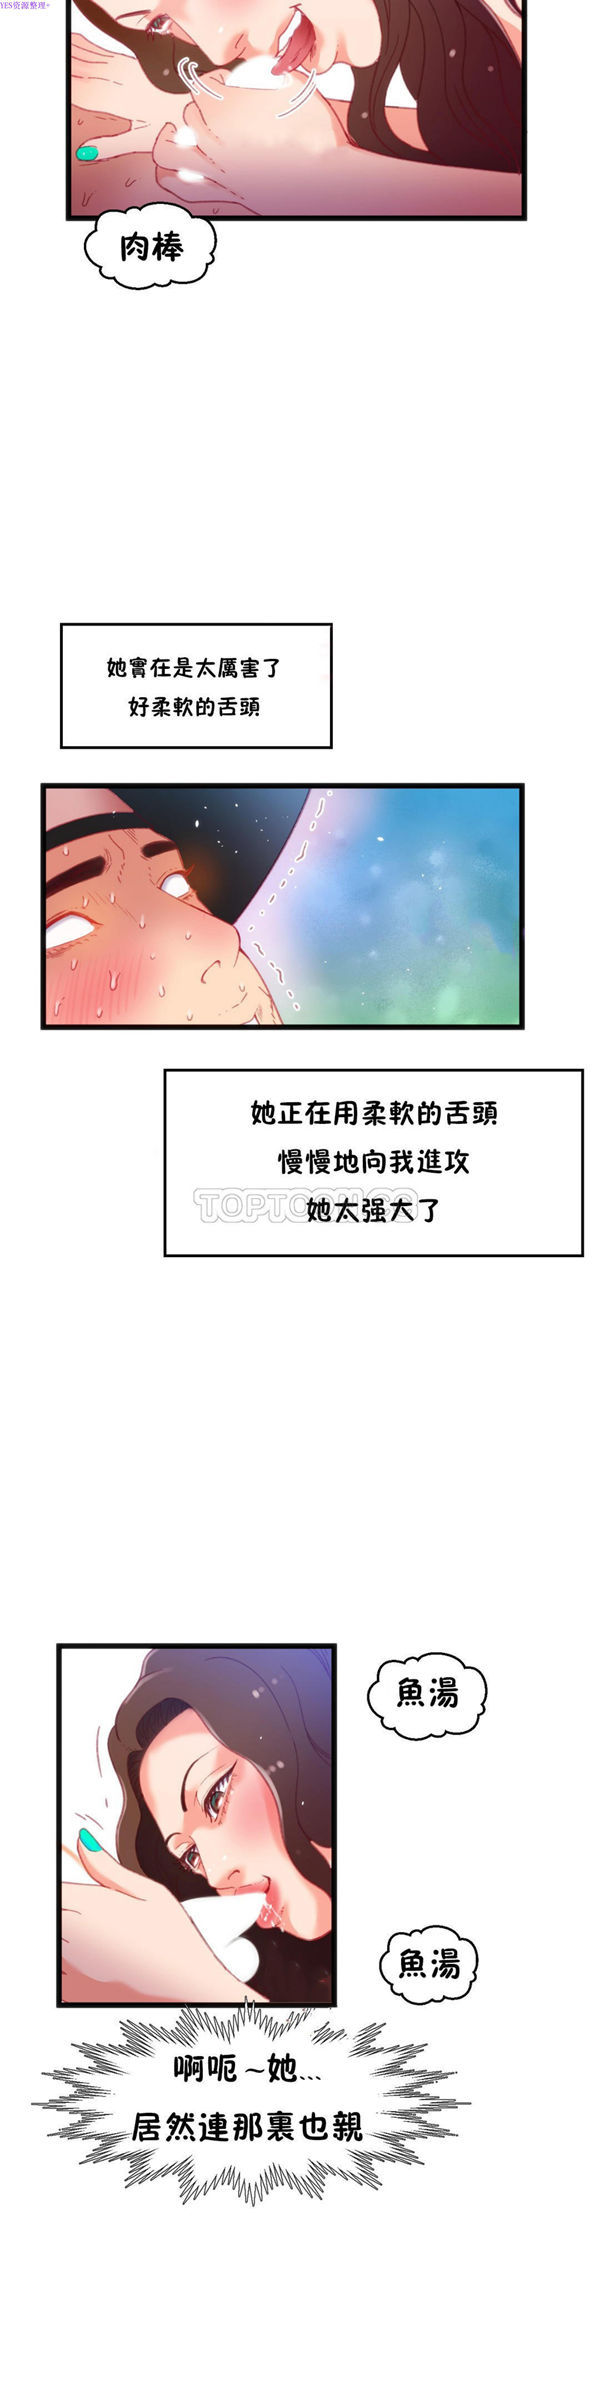 YES资源整理。
肉棒
她實在是太厲害了
好柔軟的舌頭
她正在用柔軟的舌頭
慢慢地向我進攻
TOPTOON.CC
她太强大了
魚湯
魚湯
啊呃~她...
居然連那裏也親